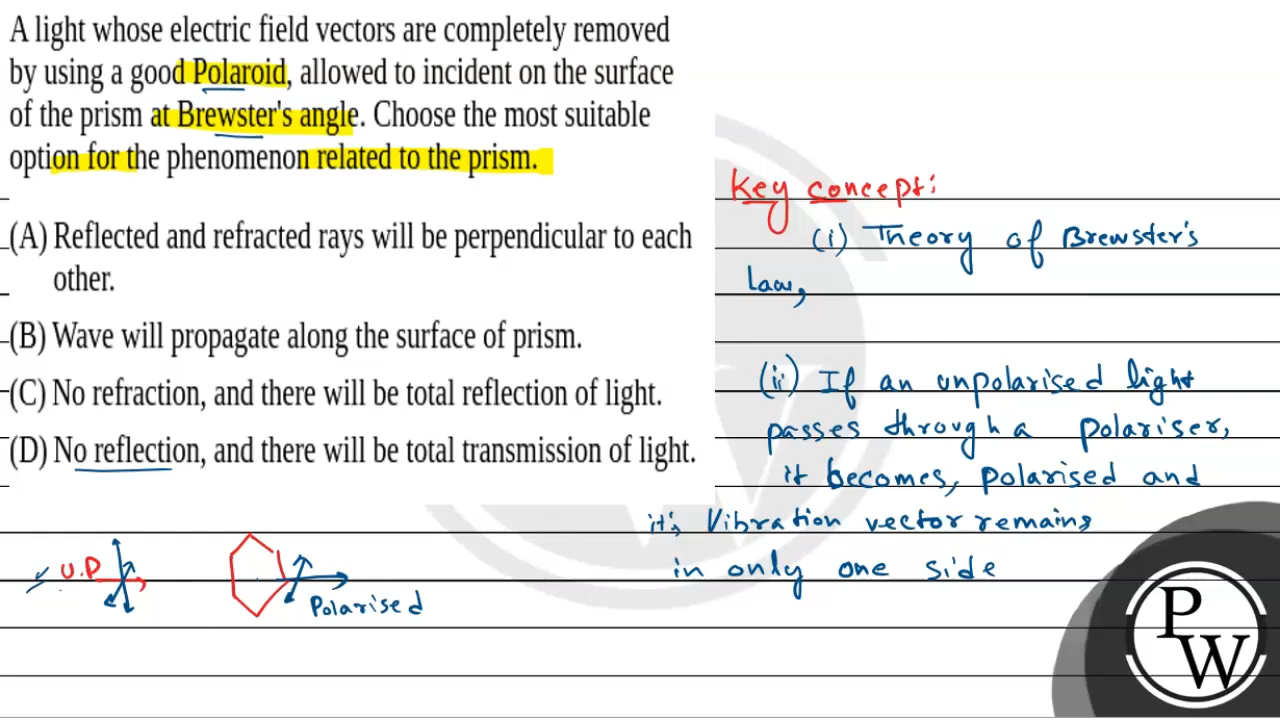 A light whose electric field vectors are completely removed
by using a good Polaroid, allowed to incident on the surface
of the prism at Brewster's angle. Choose the most suitable
option for the phenomenon related to the prism.
(A) Reflected and refracted rays will be perpendicular to each
other.
(B) Wave will propagate along the surface of prism.
(C) No refraction, and there will be total reflection of light.
(D) No reflection, and there will be total transmission of light.
Key concept:
(i) Theory of Brewster's
law,
(ii) If an unpolarised light
passes through a polariser,
it becomes, polarised and
it's vibration vector remains
in only one side
U.P
Polarised
P
W